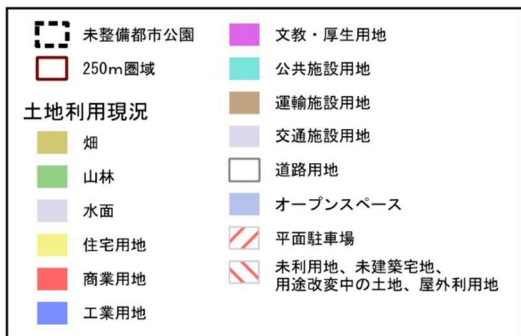 未整備都市公園
250m圏域
土地利用現況
畑
山林
水面
住宅用地
商業用地
工業用地
文教・厚生用地
公共施設用地
運輸施設用地
交通施設用地
道路用地
オープンスペース
平面駐車場
未利用地、未建築宅地、
用途改変中の土地、屋外利用地